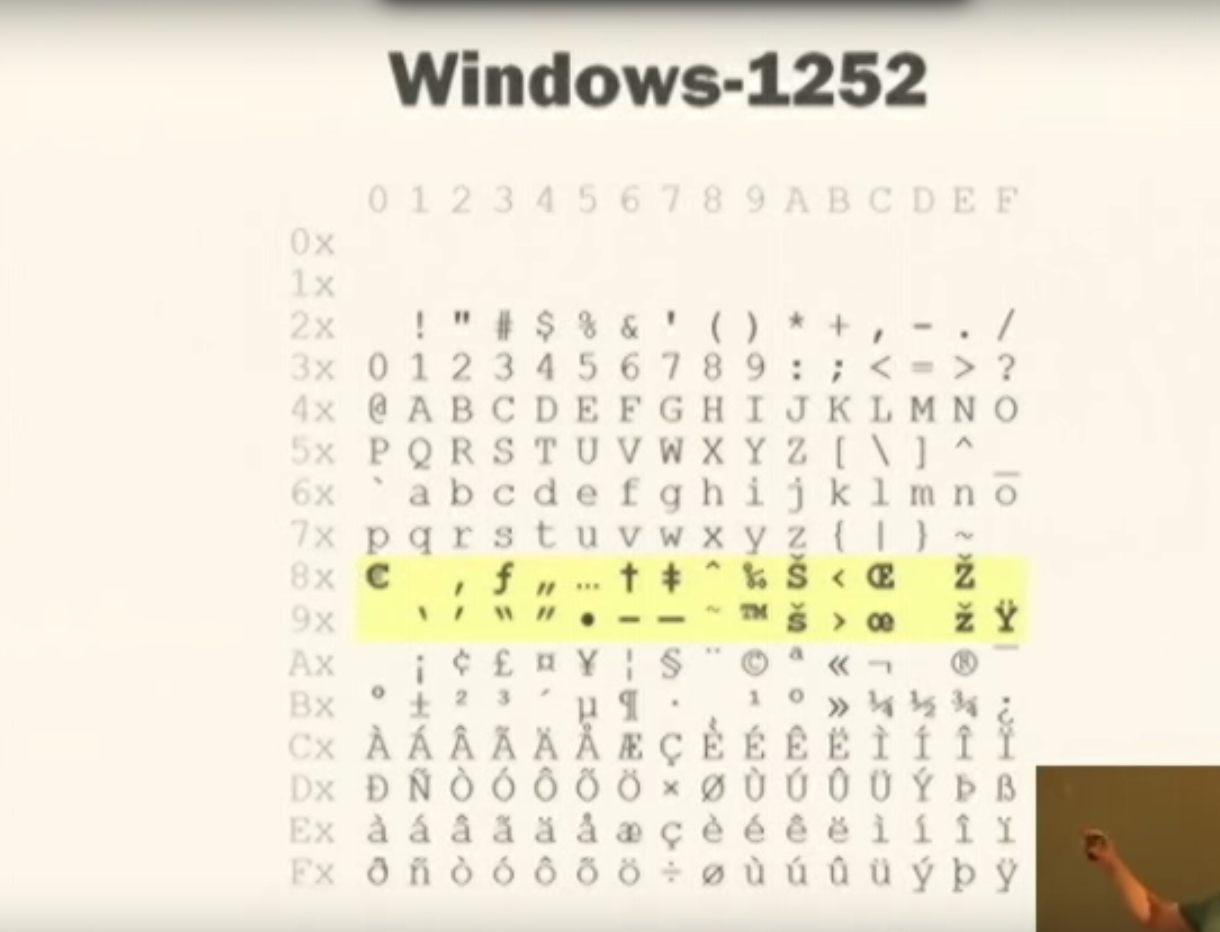 Windows-1252
0 1 2 3 4 5 6 7 8 9 A B C D E F
0x
1x
2x ! " # $ % & ' ( ) * + , - . /
3x 0 1 2 3 4 5 6 7 8 9 : ; < = > ?
4x @ A B C D E F G H I J K L M N O
5x P Q R S T U V W X Y Z [ \ ] ^ _
6x ` a b c d e f g h i j k l m n o
7x p q r s t u v w x y z { | } ~
8x € ‚ ƒ „ … † ‡ ˆ ‰ Š ‹ Œ Ž
9x ‘ ’ “ ” • – — ˜ ™ š › œ ž Ÿ
Ax ¡ ¢ £ ¤ ¥ ¦ § ¨ © ª « ¬ ® ¯
Bx ° ± ² ³ ´ µ ¶ · ¸ ¹ º » ¼ ½ ¾ ¿
Cx À Á Â Ã Ä Å Æ Ç È É Ê Ë Ì Í Î Ï
Dx Ð Ñ Ò Ó Ô Õ Ö × Ø Ù Ú Û Ü Ý Þ ß
Ex à á â ã ä å æ ç è é ê ë ì í î ï
Fx ð ñ ò ó ô õ ö ÷ ø ù ú û ü ý þ ÿ